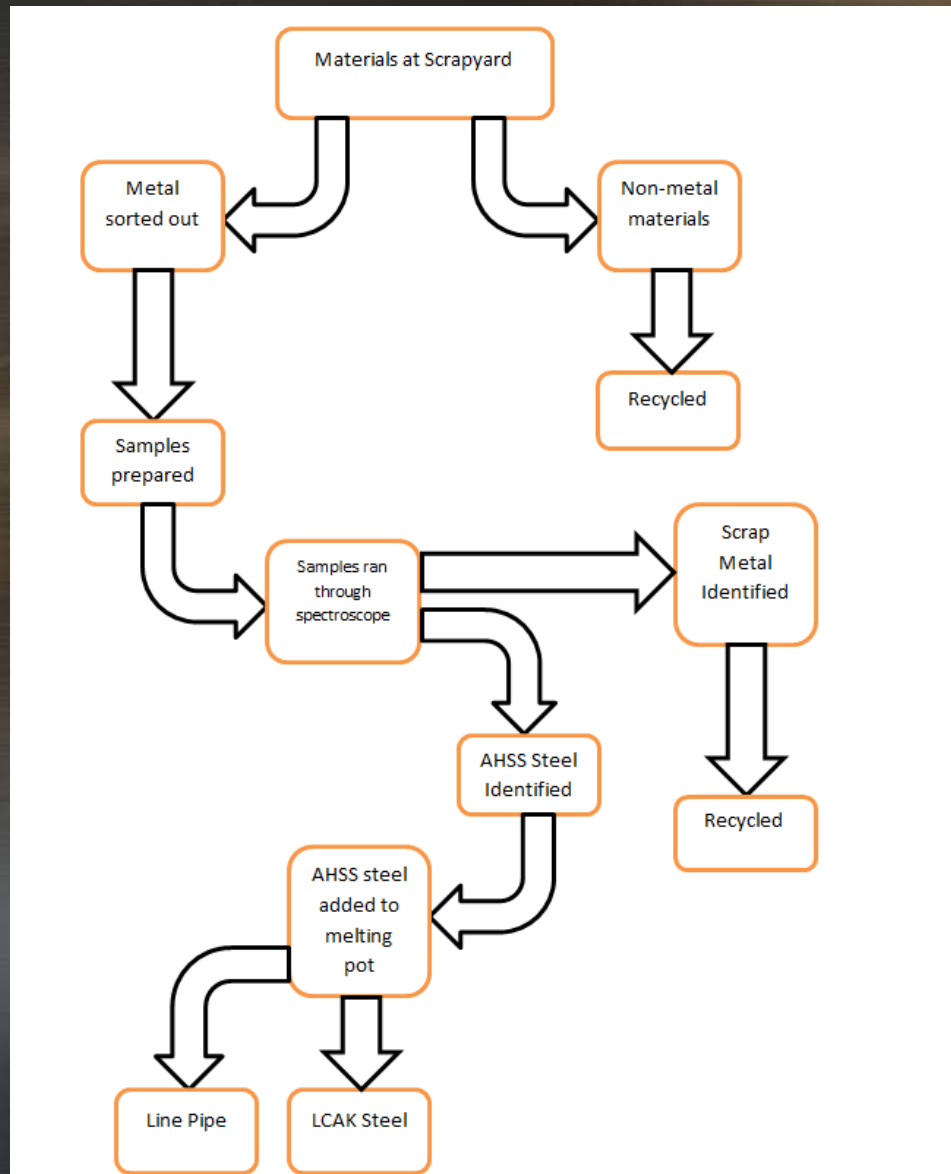 Materials at Scrapyard
Metal
sorted out
Non-metal
materials
Recycled
Samples
prepared
Samples ran
through
spectroscope
Scrap
Metal
Identified
AHSS Steel
Identified
Recycled
AHSS steel
added to
melting
pot
Line Pipe
LCAK Steel